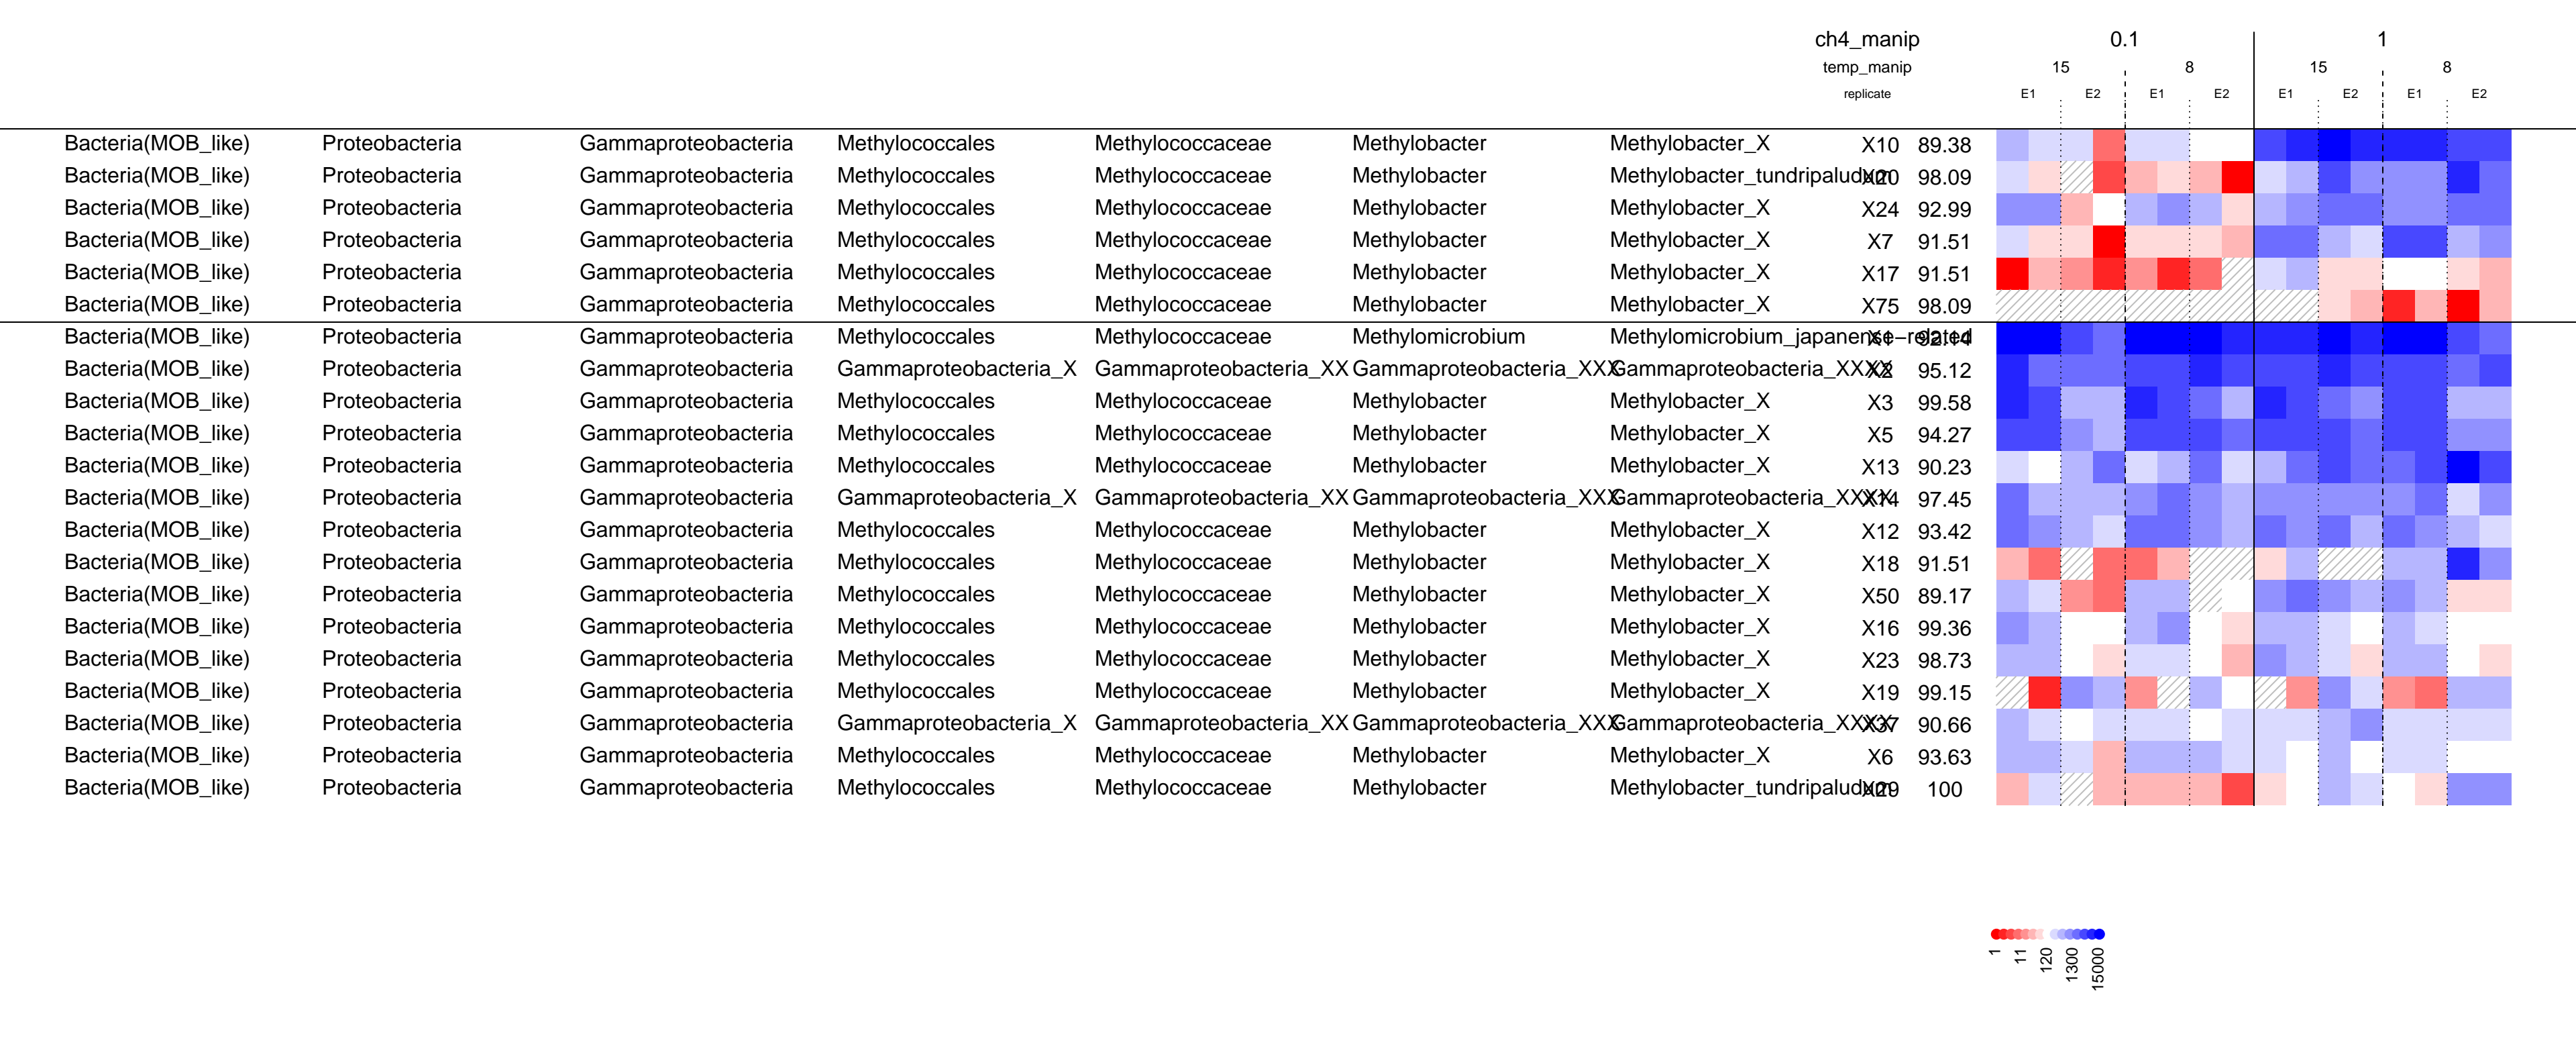 ch4_manip 0.1 1
temp_manip 15 8 15 8
replicate E1 E2 E1 E2 E1 E2 E1 E2
Bacteria(MOB_like) Proteobacteria Gammaproteobacteria Methylococcales Methylococcaceae Methylobacter Methylobacter_X X10 89.38
Bacteria(MOB_like) Proteobacteria Gammaproteobacteria Methylococcales Methylococcaceae Methylobacter Methylobacter_tundripaludum X20 98.09
Bacteria(MOB_like) Proteobacteria Gammaproteobacteria Methylococcales Methylococcaceae Methylobacter Methylobacter_X X24 92.99
Bacteria(MOB_like) Proteobacteria Gammaproteobacteria Methylococcales Methylococcaceae Methylobacter Methylobacter_X X7 91.51
Bacteria(MOB_like) Proteobacteria Gammaproteobacteria Methylococcales Methylococcaceae Methylobacter Methylobacter_X X17 91.51
Bacteria(MOB_like) Proteobacteria Gammaproteobacteria Methylococcales Methylococcaceae Methylobacter Methylobacter_X X75 98.09
Bacteria(MOB_like) Proteobacteria Gammaproteobacteria Methylococcales Methylococcaceae Methylomicrobium Methylomicrobium_japanense−related X1 92.14
Bacteria(MOB_like) Proteobacteria Gammaproteobacteria Gammaproteobacteria_X Gammaproteobacteria_XX Gammaproteobacteria_XXX Gammaproteobacteria_XXXX X2 95.12
Bacteria(MOB_like) Proteobacteria Gammaproteobacteria Methylococcales Methylococcaceae Methylobacter Methylobacter_X X3 99.58
Bacteria(MOB_like) Proteobacteria Gammaproteobacteria Methylococcales Methylococcaceae Methylobacter Methylobacter_X X5 94.27
Bacteria(MOB_like) Proteobacteria Gammaproteobacteria Methylococcales Methylococcaceae Methylobacter Methylobacter_X X13 90.23
Bacteria(MOB_like) Proteobacteria Gammaproteobacteria Gammaproteobacteria_X Gammaproteobacteria_XX Gammaproteobacteria_XXX Gammaproteobacteria_XXXX X14 97.45
Bacteria(MOB_like) Proteobacteria Gammaproteobacteria Methylococcales Methylococcaceae Methylobacter Methylobacter_X X12 93.42
Bacteria(MOB_like) Proteobacteria Gammaproteobacteria Methylococcales Methylococcaceae Methylobacter Methylobacter_X X18 91.51
Bacteria(MOB_like) Proteobacteria Gammaproteobacteria Methylococcales Methylococcaceae Methylobacter Methylobacter_X X50 89.17
Bacteria(MOB_like) Proteobacteria Gammaproteobacteria Methylococcales Methylococcaceae Methylobacter Methylobacter_X X16 99.36
Bacteria(MOB_like) Proteobacteria Gammaproteobacteria Methylococcales Methylococcaceae Methylobacter Methylobacter_X X23 98.73
Bacteria(MOB_like) Proteobacteria Gammaproteobacteria Methylococcales Methylococcaceae Methylobacter Methylobacter_X X19 99.15
Bacteria(MOB_like) Proteobacteria Gammaproteobacteria Gammaproteobacteria_X Gammaproteobacteria_XX Gammaproteobacteria_XXX Gammaproteobacteria_XXXX X37 90.66
Bacteria(MOB_like) Proteobacteria Gammaproteobacteria Methylococcales Methylococcaceae Methylobacter Methylobacter_X X6 93.63
Bacteria(MOB_like) Proteobacteria Gammaproteobacteria Methylococcales Methylococcaceae Methylobacter Methylobacter_tundripaludum X29 100
1 11 120 1300 15000